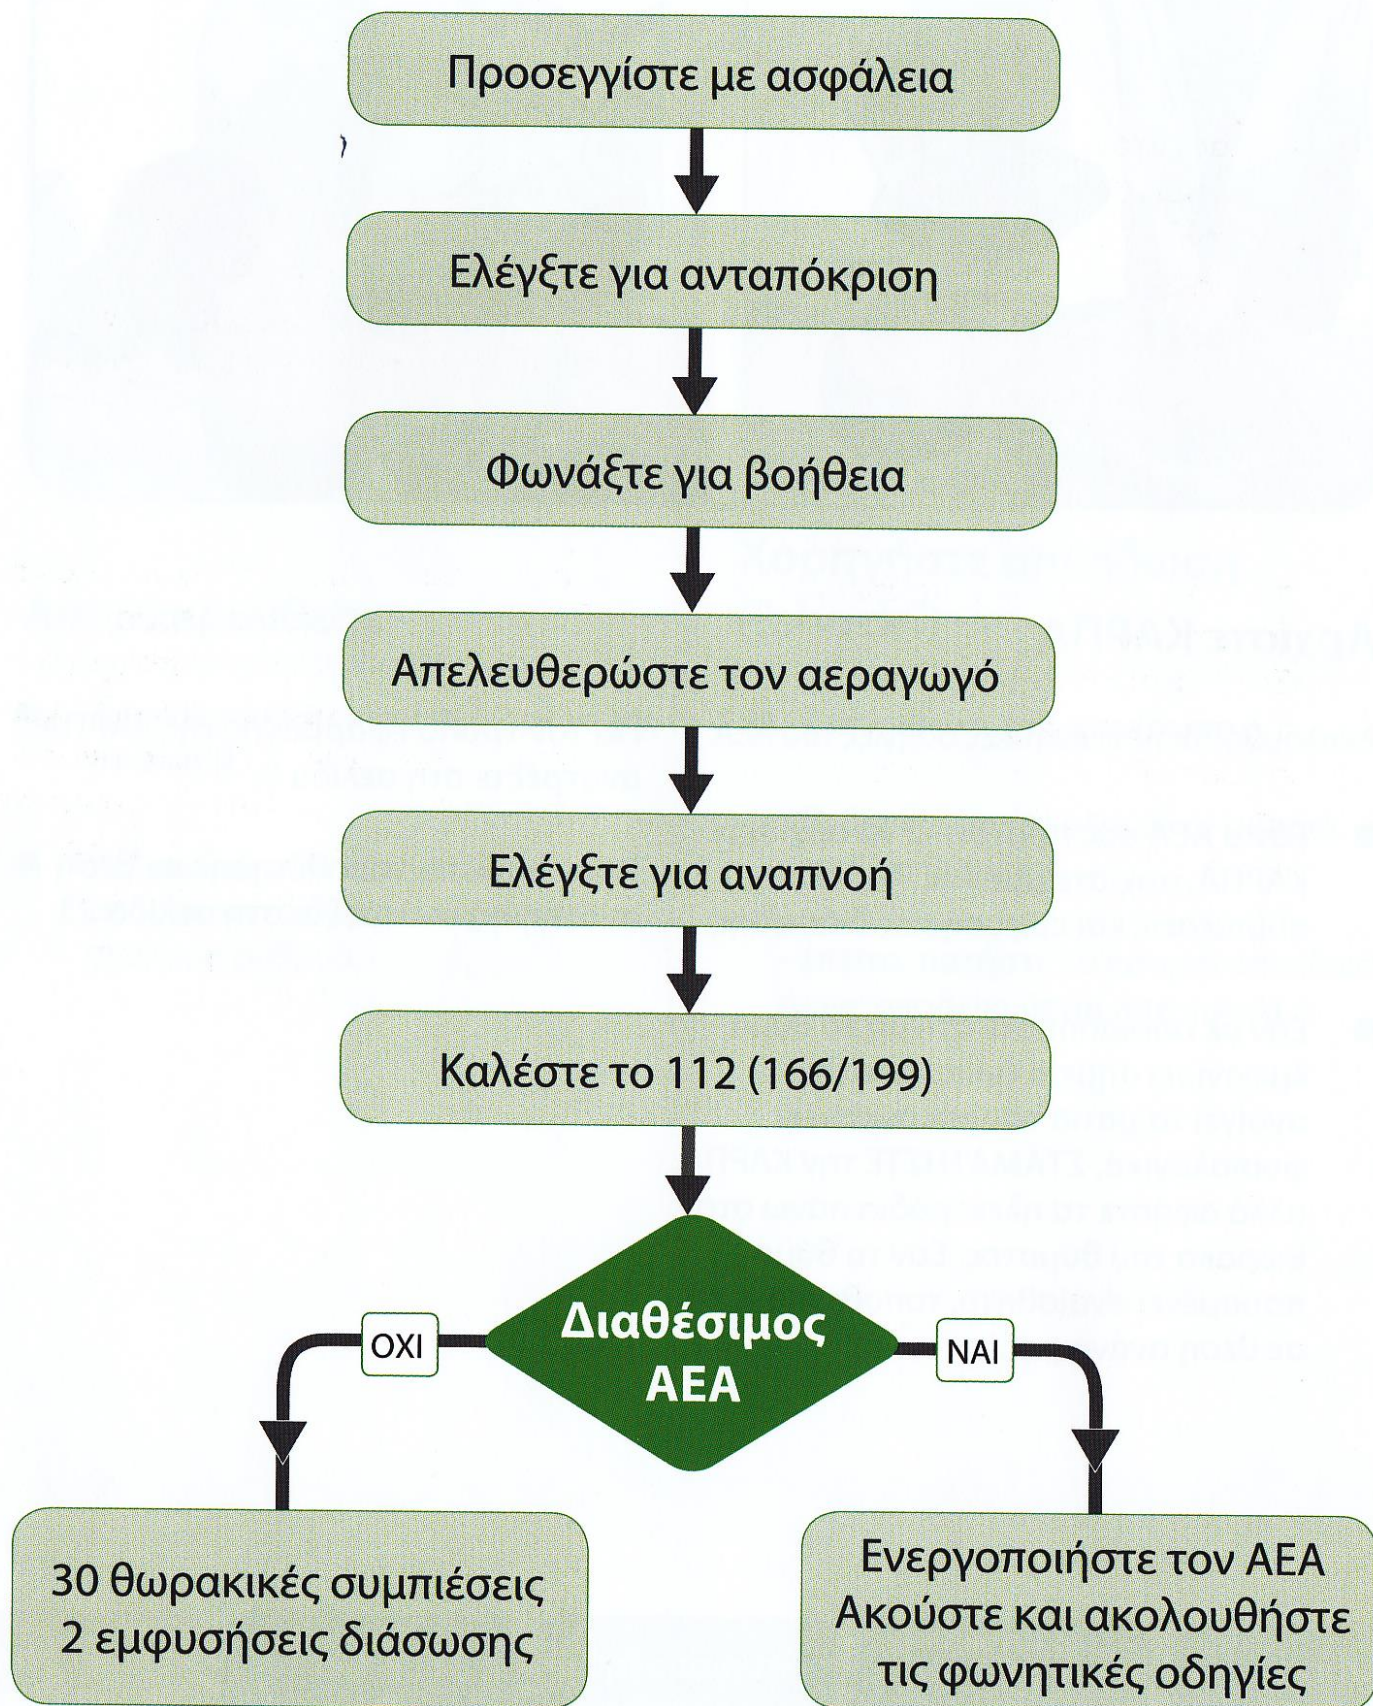 Προσεγγίστε με ασφάλεια
Ελέγξτε για ανταπόκριση
Φωνάξτε για βοήθεια
Απελευθερώστε τον αεραγωγό
Ελέγξτε για αναπνοή
Καλέστε το 112 (166/199)
Διαθέσιμος
ΑΕΑ
ΟΧΙ
ΝΑΙ
30 θωρακικές συμπιέσεις
2 εμφυσήσεις διάσωσης
Ενεργοποιήστε τον ΑΕΑ
Ακούστε και ακολουθήστε
τις φωνητικές οδηγίες